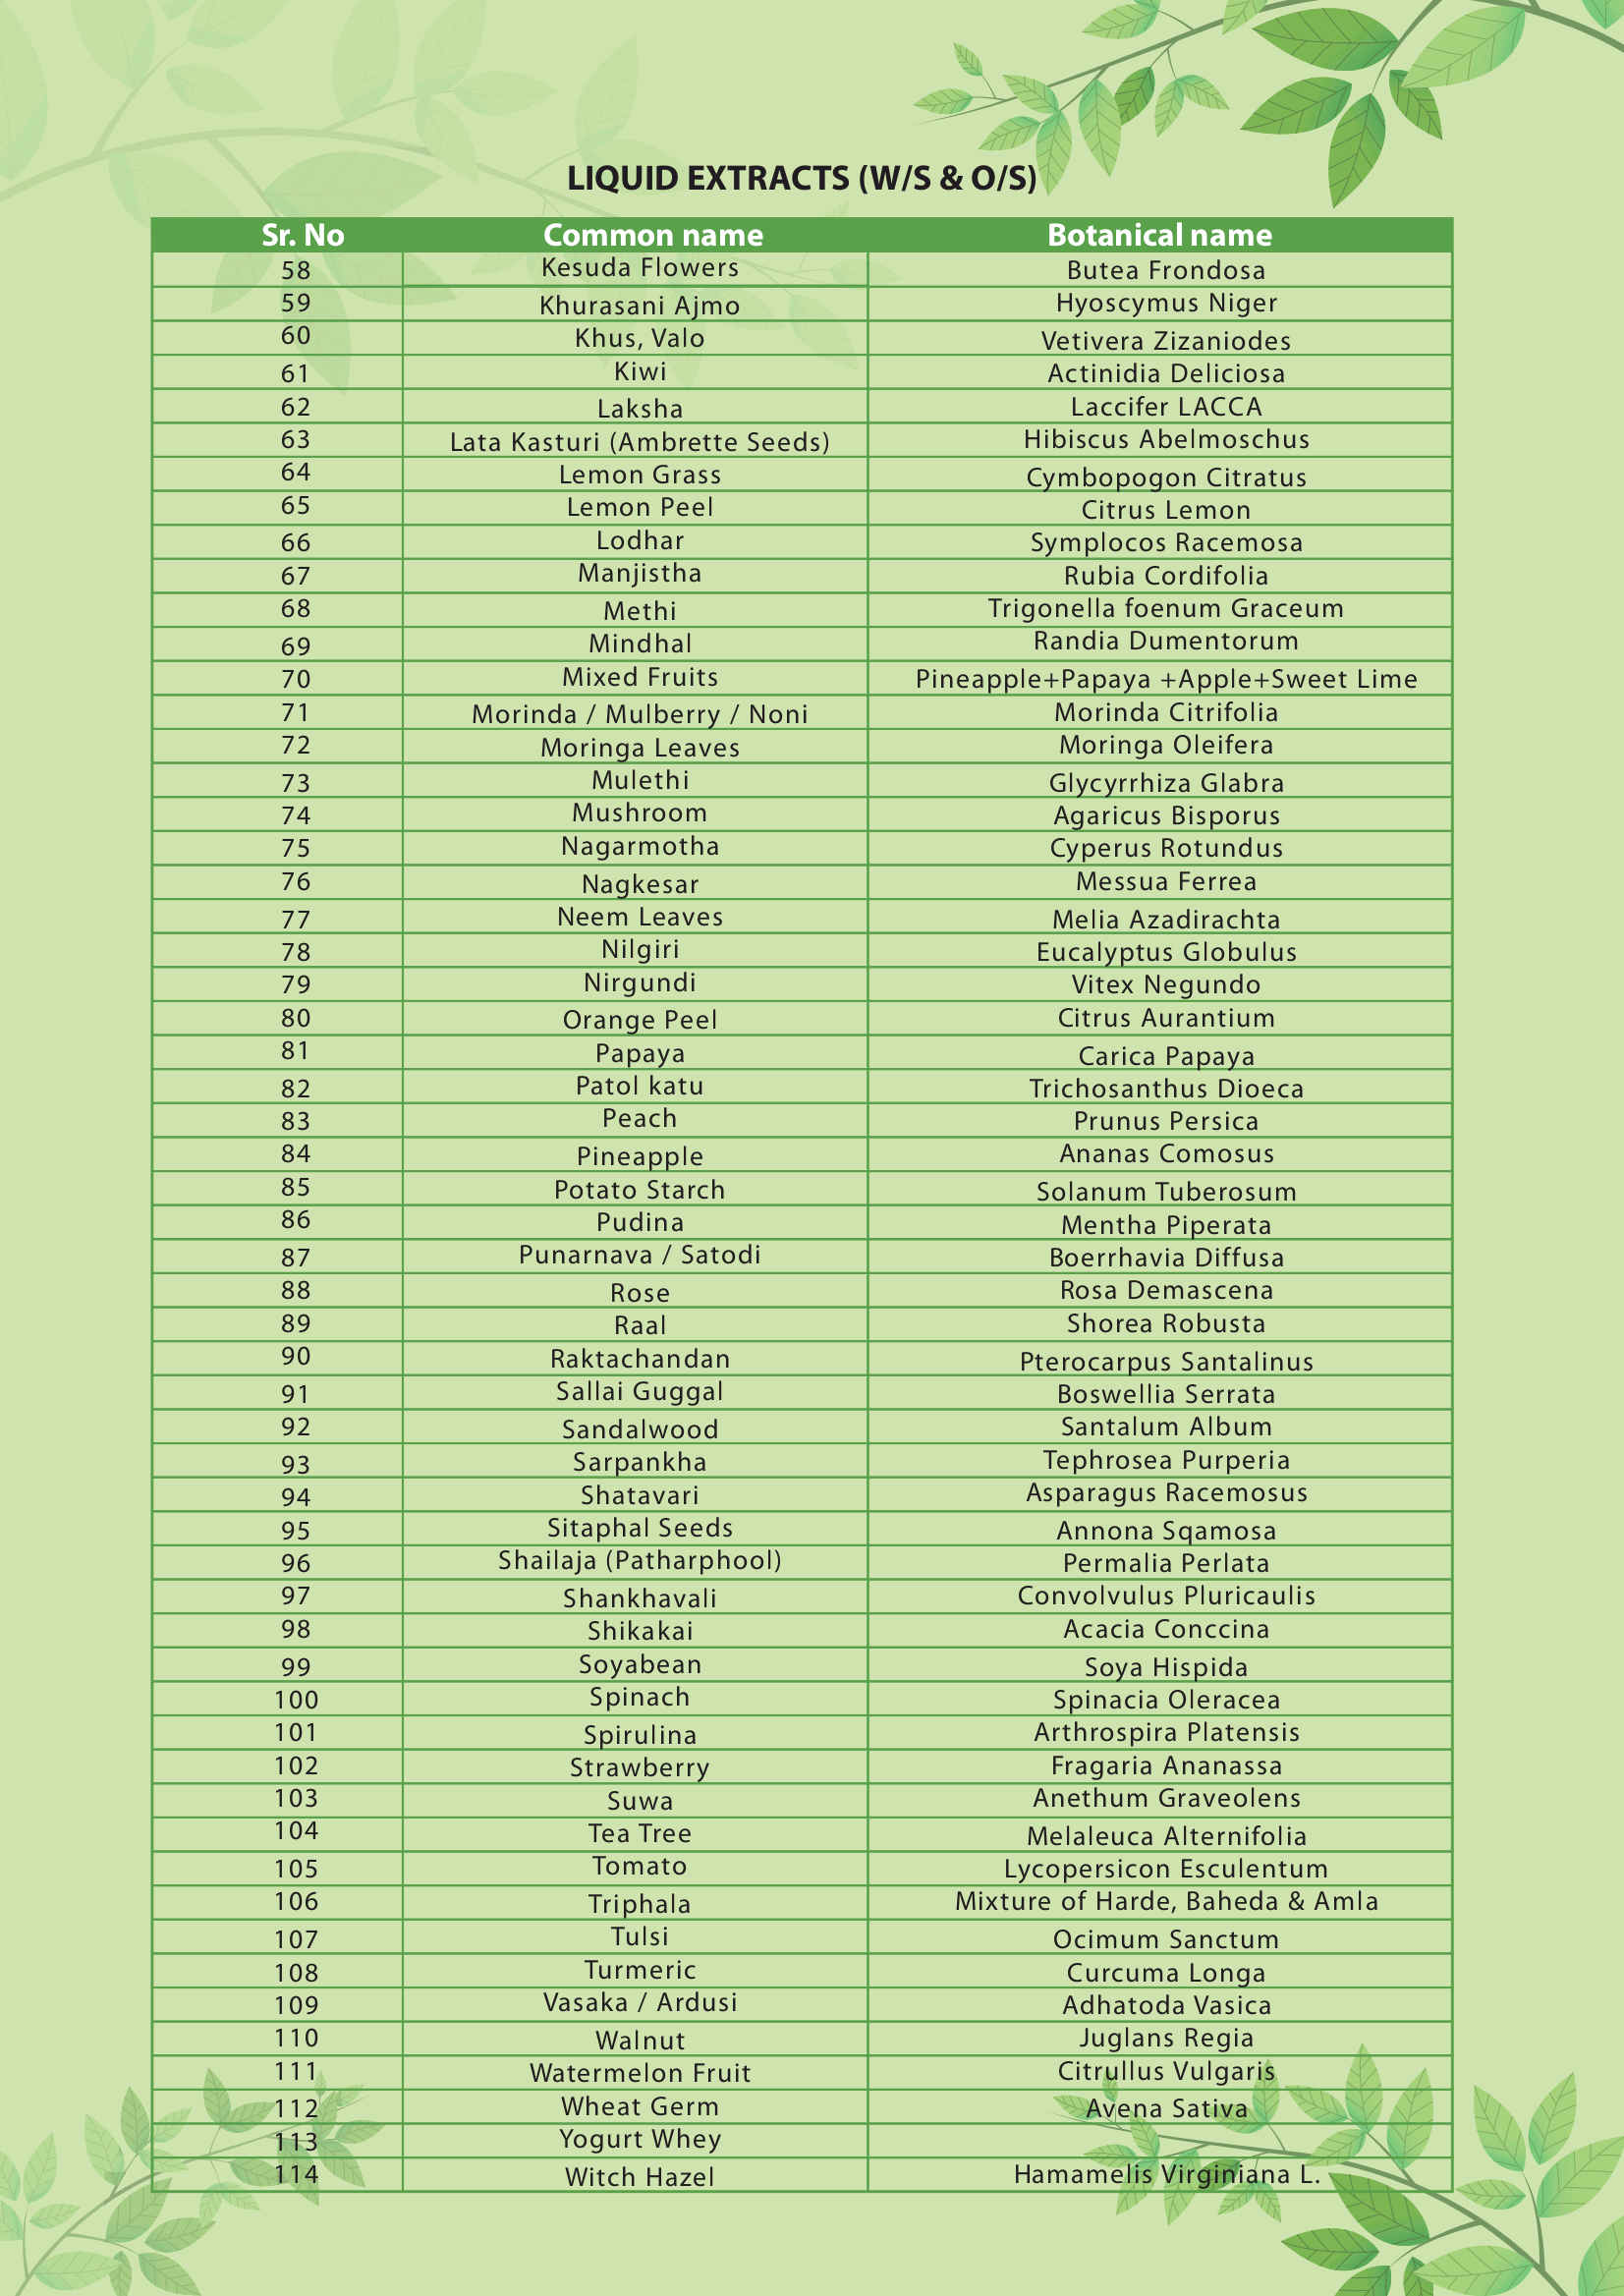 LIQUID EXTRACTS (W/S & O/S)
Sr. No Common name Botanical name
58 Kesuda Flowers Butea Frondosa
59 Khurasani Ajmo Hyoscymus Niger
60 Khus, Valo Vetivera Zizaniodes
61 Kiwi Actinidia Deliciosa
62 Laksha Laccifer LACCA
63 Lata Kasturi (Ambrette Seeds) Hibiscus Abelmoschus
64 Lemon Grass Cymbopogon Citratus
65 Lemon Peel Citrus Lemon
66 Lodhar Symplocos Racemosa
67 Manjistha Rubia Cordifolia
68 Methi Trigonella foenum Graceum
69 Mindhal Randia Dumentorum
70 Mixed Fruits Pineapple+Papaya +Apple+Sweet Lime
71 Morinda / Mulberry / Noni Morinda Citrifolia
72 Moringa Leaves Moringa Oleifera
73 Mulethi Glycyrrhiza Glabra
74 Mushroom Agaricus Bisporus
75 Nagarmotha Cyperus Rotundus
76 Nagkesar Messua Ferrea
77 Neem Leaves Melia Azadirachta
78 Nilgiri Eucalyptus Globulus
79 Nirgundi Vitex Negundo
80 Orange Peel Citrus Aurantium
81 Papaya Carica Papaya
82 Patol katu Trichosanthus Dioeca
83 Peach Prunus Persica
84 Pineapple Ananas Comosus
85 Potato Starch Solanum Tuberosum
86 Pudina Mentha Piperata
87 Punarnava / Satodi Boerrhavia Diffusa
88 Rose Rosa Demascena
89 Raal Shorea Robusta
90 Raktachandan Pterocarpus Santalinus
91 Sallai Guggal Boswellia Serrata
92 Sandalwood Santalum Album
93 Sarpankha Tephrosea Purperia
94 Shatavari Asparagus Racemosus
95 Sitaphal Seeds Annona Sqamosa
96 Shailaja (Patharphool) Permalia Perlata
97 Shankhavali Convolvulus Pluricaulis
98 Shikakai Acacia Conccina
99 Soyabean Soya Hispida
100 Spinach Spinacia Oleracea
101 Spirulina Arthrospira Platensis
102 Strawberry Fragaria Ananassa
103 Suwa Anethum Graveolens
104 Tea Tree Melaleuca Alternifolia
105 Tomato Lycopersicon Esculentum
106 Triphala Mixture of Harde, Baheda & Amla
107 Tulsi Ocimum Sanctum
108 Turmeric Curcuma Longa
109 Vasaka / Ardusi Adhatoda Vasica
110 Walnut Juglans Regia
111 Watermelon Fruit Citrullus Vulgaris
112 Wheat Germ Avena Sativa
113 Yogurt Whey
114 Witch Hazel Hamamelis Virginiana L.